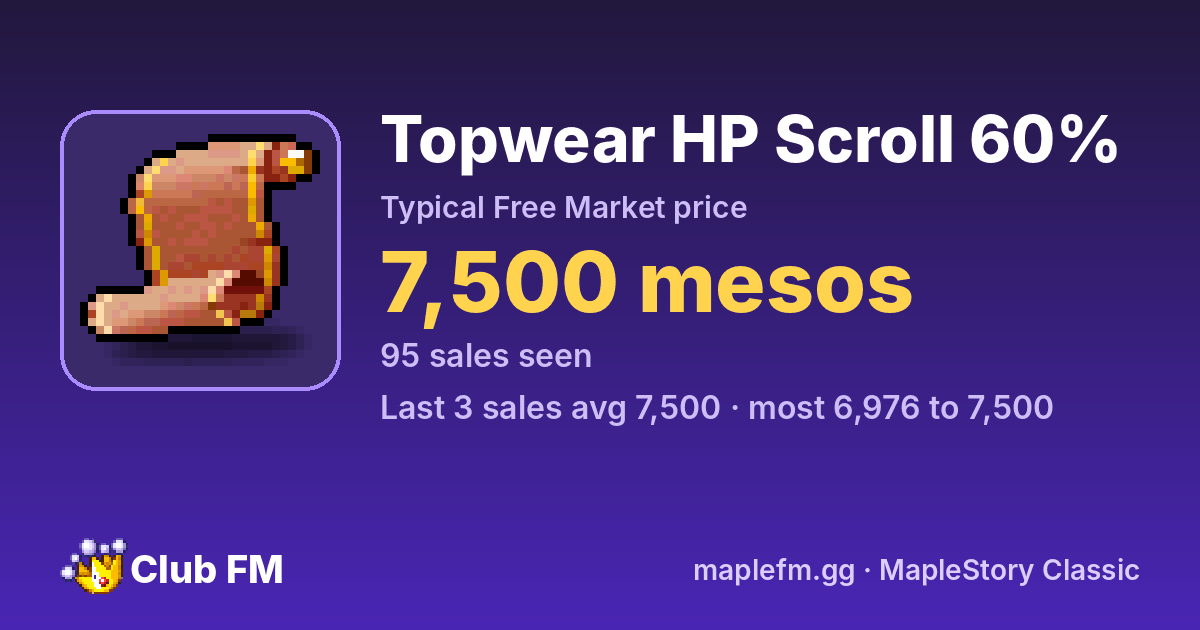 Topwear HP Scroll 60%
Typical Free Market price
7,500 mesos
95 sales seen
Last 3 sales avg 7,500 · most 6,976 to 7,500
Club FM
maplefm.gg · MapleStory Classic